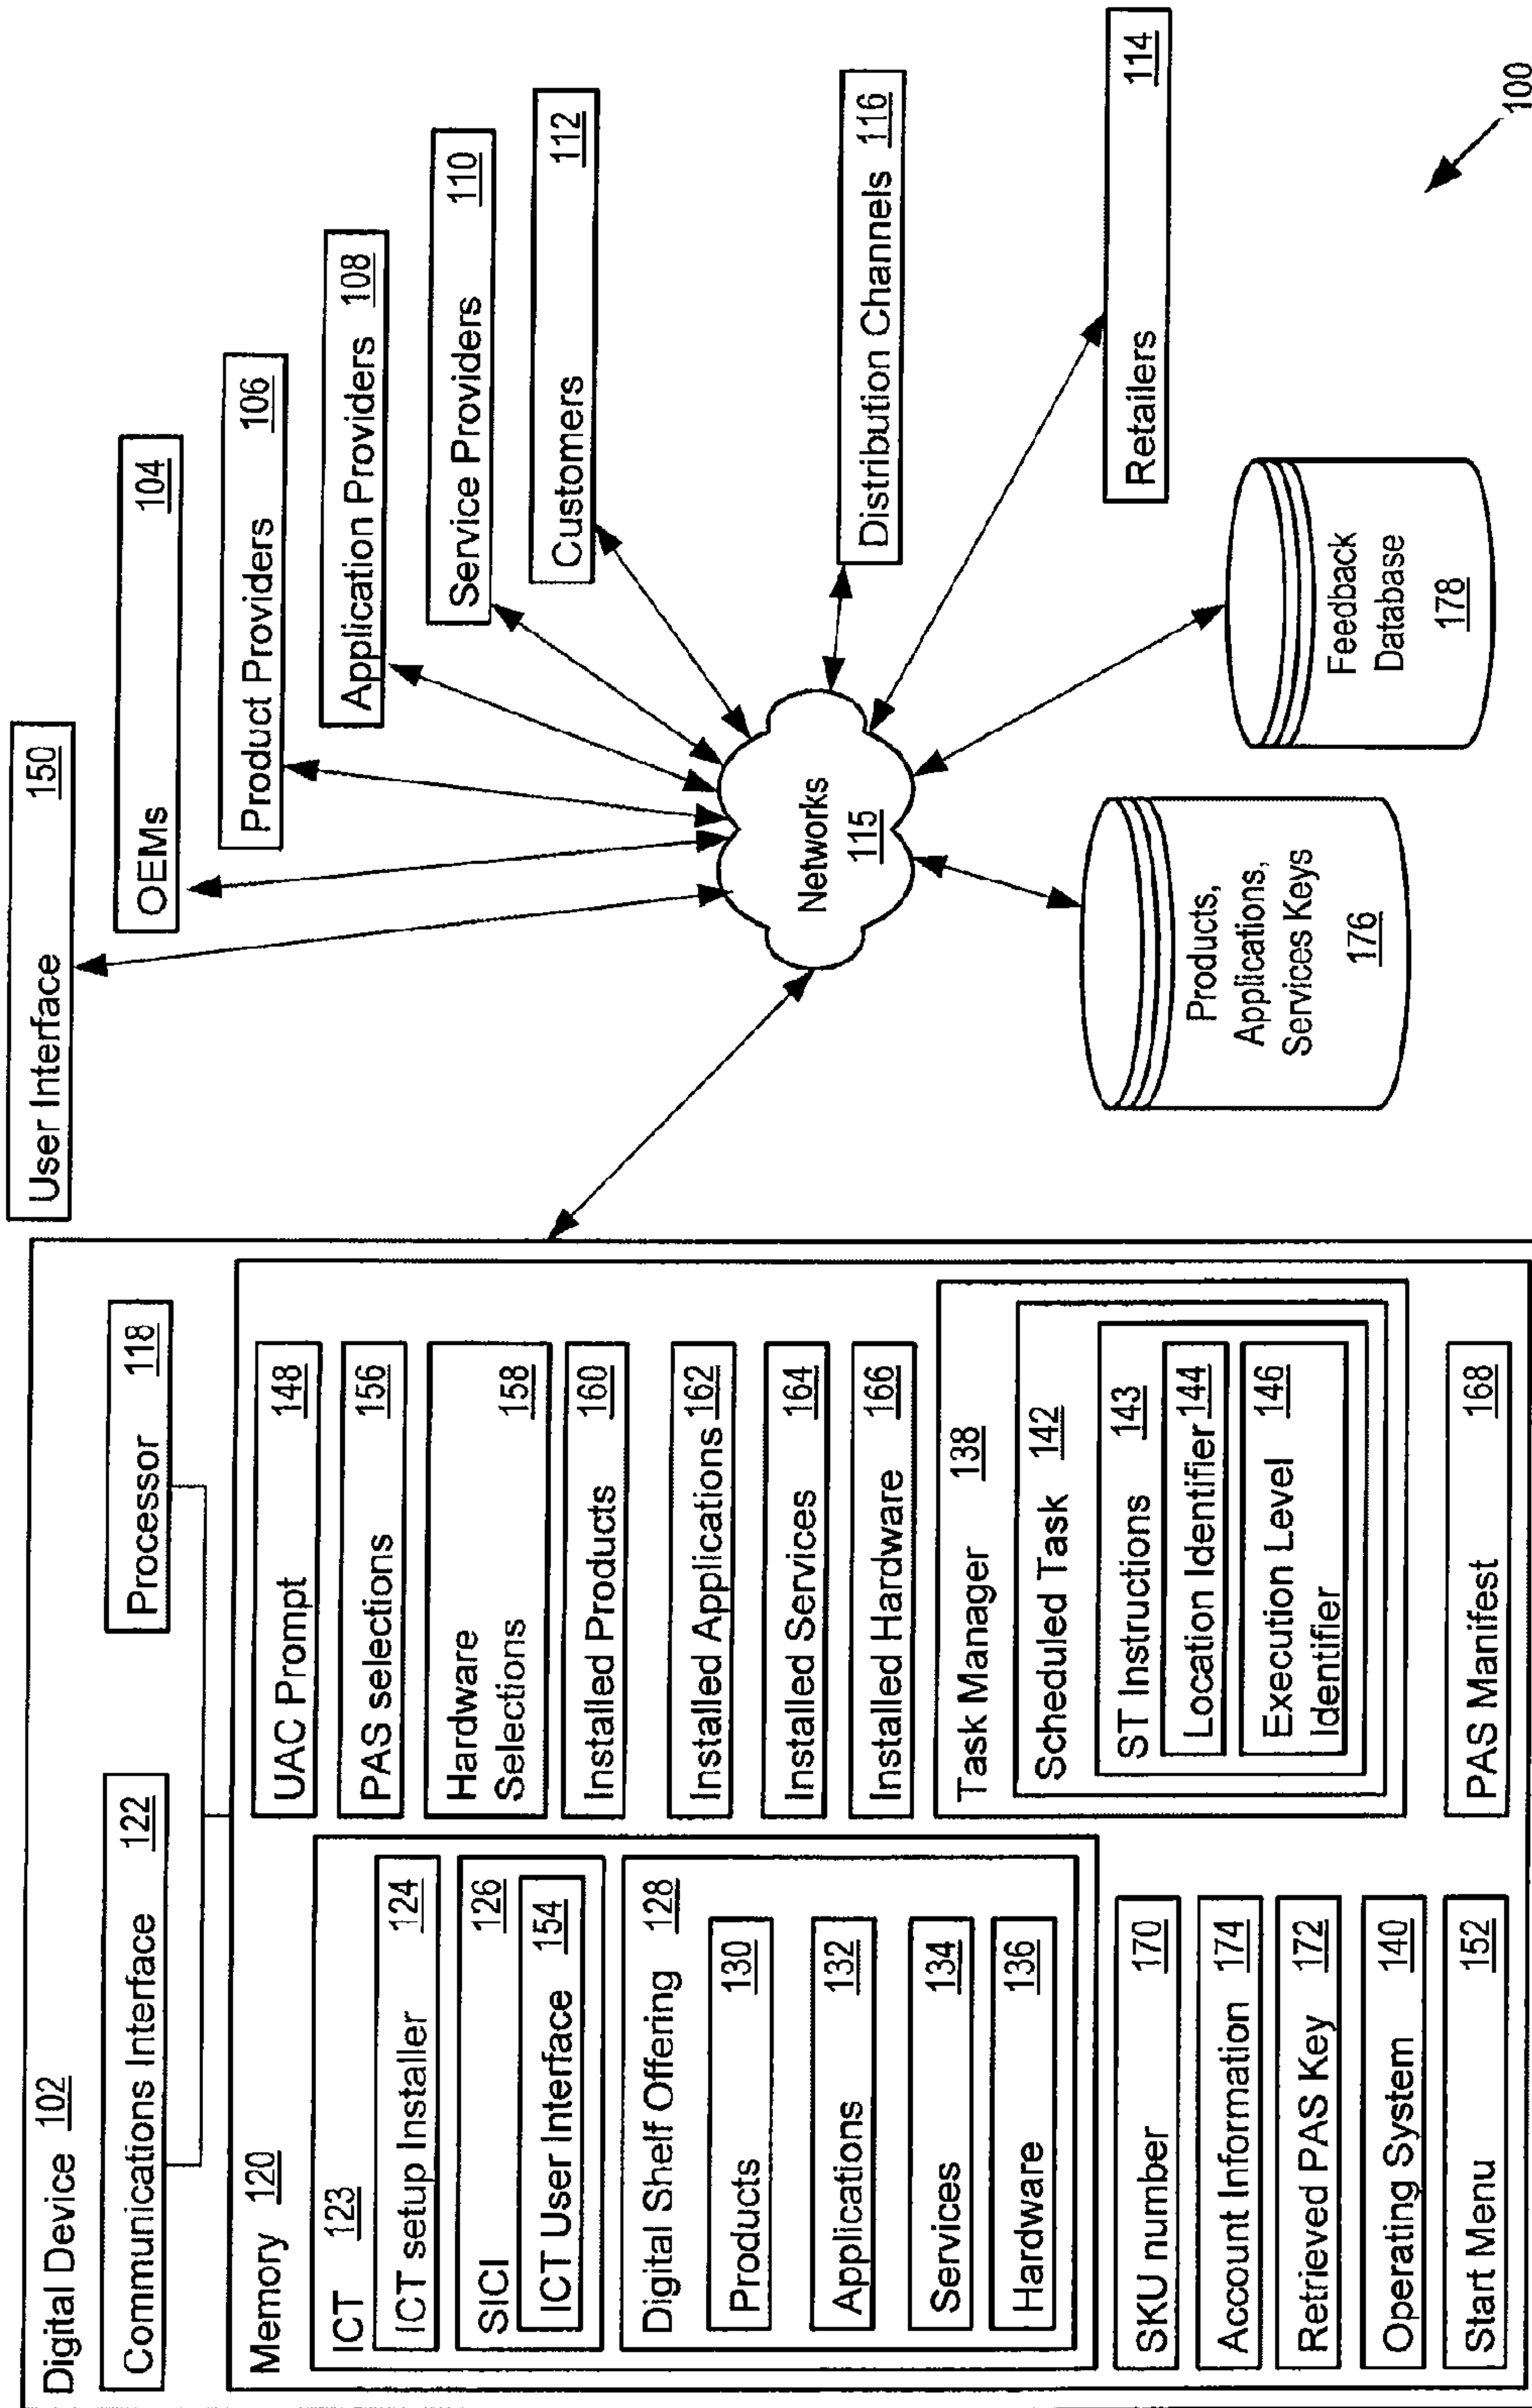 Digital Device 102
Communications Interface 122
Processor 118
Memory 120
ICT 123
ICT setup Installer 124
SICI 126
ICT User Interface 154
Digital Shelf Offering 128
Products 130
Applications 132
Services 134
Hardware 136
SKU number 170
Account Information 174
Retrieved PAS Key 172
Operating System 140
Start Menu 152
UAC Prompt 148
PAS selections 156
Hardware
Selections 158
Installed Products 160
Installed Applications 162
Installed Services 164
Installed Hardware 166
Task Manager 138
Scheduled Task 142
ST Instructions 143
Location Identifier 144
Execution Level 146
Identifier
PAS Manifest 168
User Interface 150
OEMs 104
Product Providers 106
Application Providers 108
Service Providers 110
Customers 112
Distribution Channels 116
Retailers 114
Networks
115
Products,
Applications,
Services Keys
176
Feedback
Database
178
100